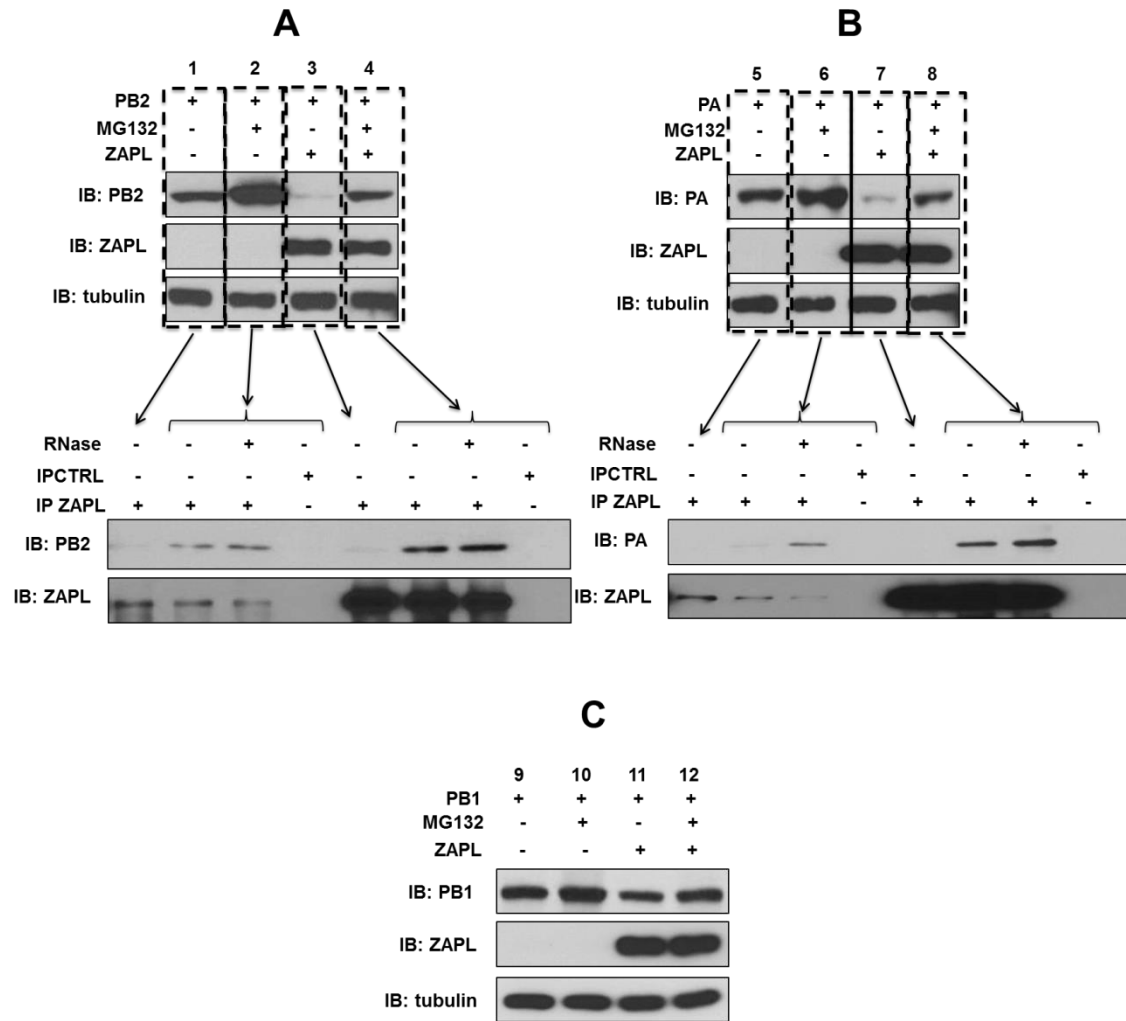 A
1 2 3 4
PB2 + + + +
MG132 - + - +
ZAPL - - + +
IB: PB2
IB: ZAPL
IB: tubulin
RNase - - + - - - + -
IPCTRL - - - + - - - +
IP ZAPL + + + - + + + -
IB: PB2
IB: ZAPL
B
5 6 7 8
PA + + + +
MG132 - + - +
ZAPL - - + +
IB: PA
IB: ZAPL
IB: tubulin
RNase - - + - - - + -
IPCTRL - - - + - - - +
IP ZAPL + + + - + + + -
IB: PA
IB: ZAPL
C
9 10 11 12
PB1 + + + +
MG132 - + - +
ZAPL - - + +
IB: PB1
IB: ZAPL
IB: tubulin